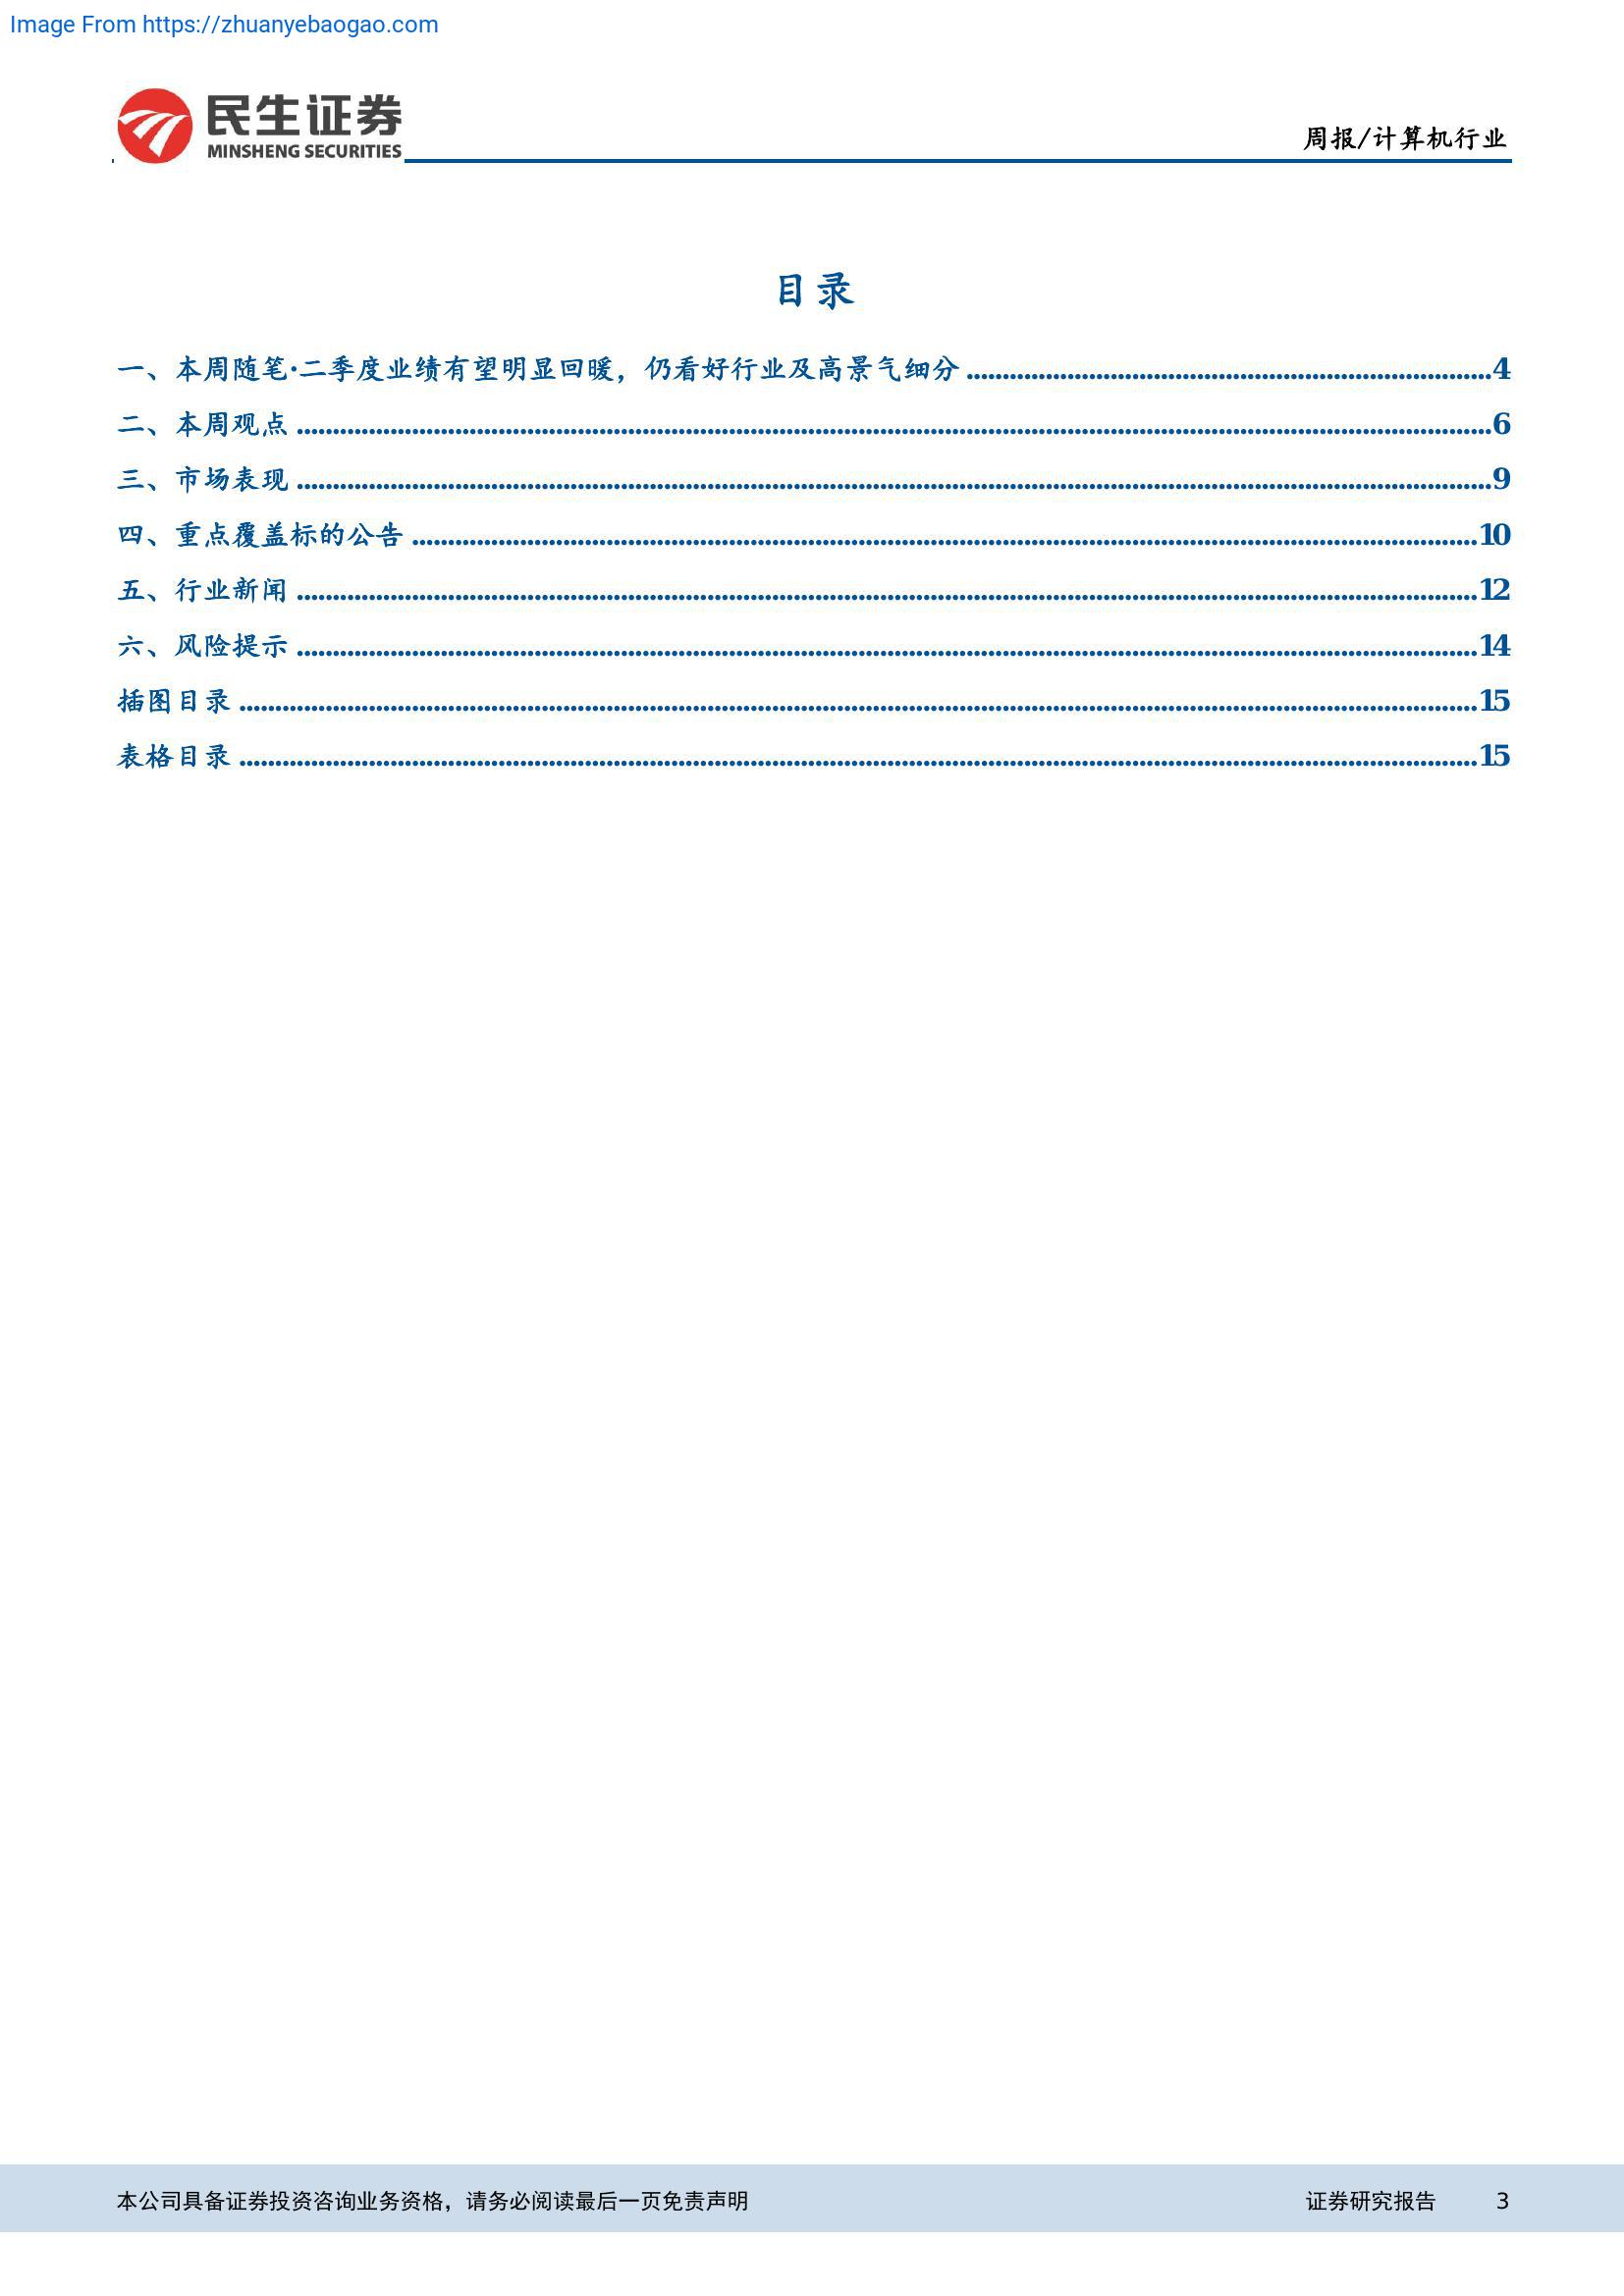 Image From https://zhuanyebaogao.com
民生证券
MINSHENG SECURITIES
周报/计算机行业
目录
一、本周随笔·二季度业绩有望明显回暖，仍看好行业及高景气细分 4
二、本周观点 6
三、市场表现 9
四、重点覆盖标的公告 10
五、行业新闻 12
六、风险提示 14
插图目录 15
表格目录 15
本公司具备证券投资咨询业务资格，请务必阅读最后一页免责声明 证券研究报告 3